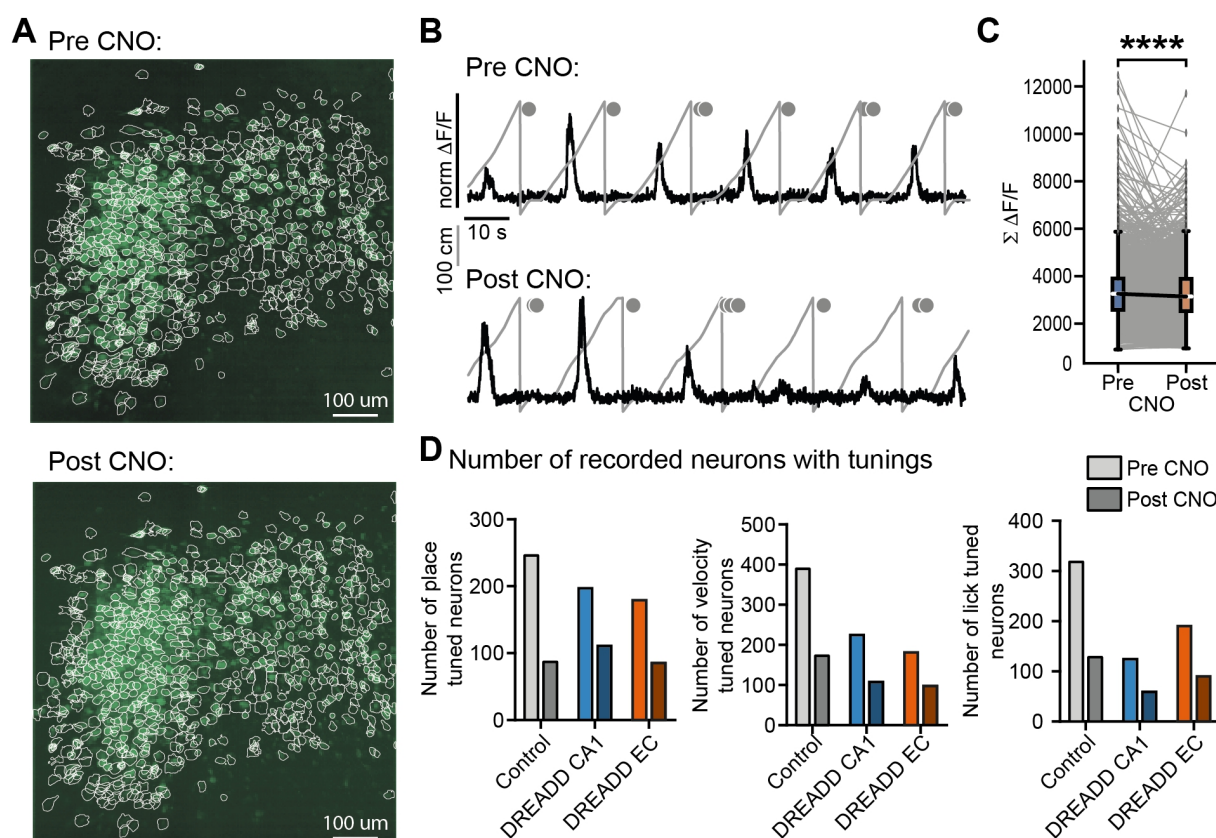 A
Pre CNO:
100 um
Post CNO:
100 um
B
Pre CNO:
norm ΔF/F
10 s
100 cm
Post CNO:
C
****
Σ ΔF/F
12000
10000
8000
6000
4000
2000
0
Pre
Post
CNO
D Number of recorded neurons with tunings
Pre CNO
Post CNO
Number of place
tuned neurons
300
200
100
0
Control
DREADD CA1
DREADD EC
Number of velocity
tuned neurons
500
400
300
200
100
0
Control
DREADD CA1
DREADD EC
Number of lick tuned
neurons
400
300
200
100
0
Control
DREADD CA1
DREADD EC